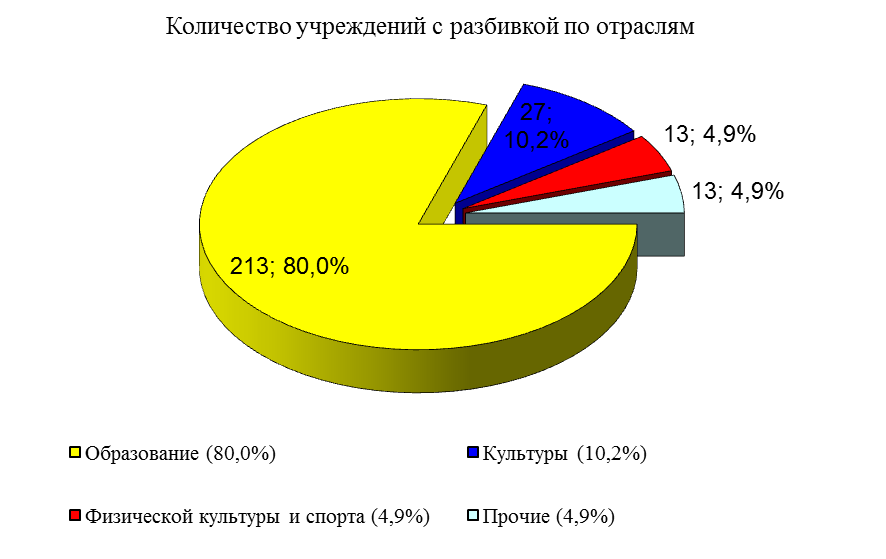 Количество учреждений с разбивкой по отраслям
27;
10,2%
13; 4,9%
13; 4,9%
213; 80,0%
Образование (80,0%)
Культуры (10,2%)
Физической культуры и спорта (4,9%)
Прочие (4,9%)